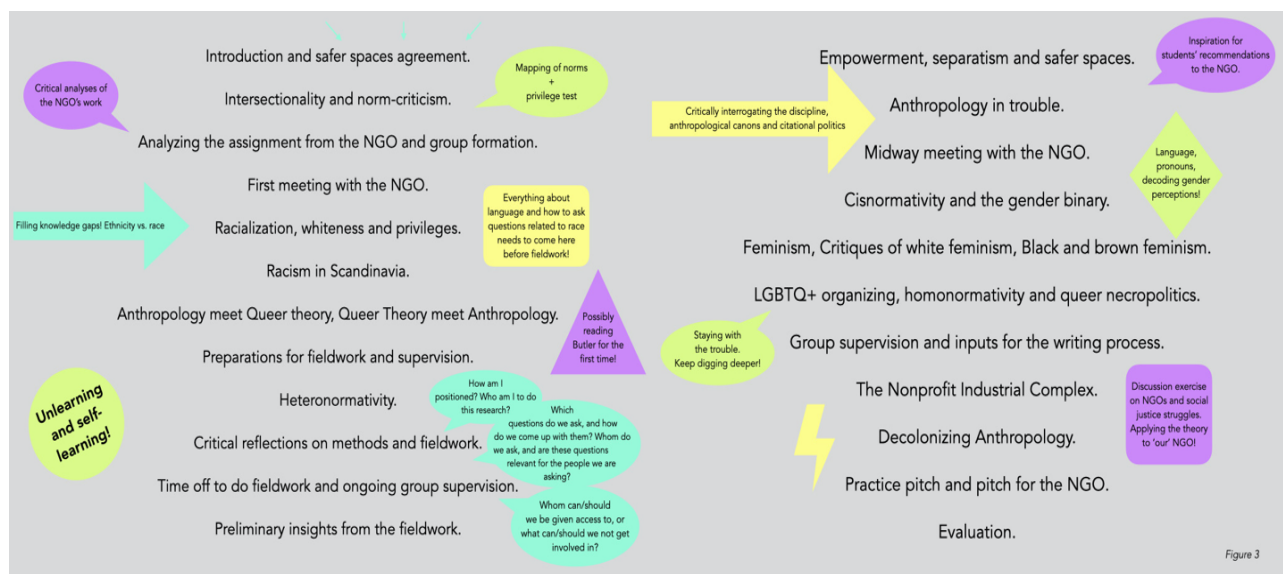 Introduction and safer spaces agreement.
Mapping of norms
+
privilege test
Critical analyses of
the NGO's work
Intersectionality and norm-criticism.
Analyzing the assignment from the NGO and group formation.
First meeting with the NGO.
Filling knowledge gaps! Ethnicity vs. race
Racialization, whiteness and privileges.
Everything about
language and how to ask
questions related to race
needs to come here
before fieldwork!
Racism in Scandinavia.
Anthropology meet Queer theory, Queer Theory meet Anthropology.
Possibly
reading
Butler for the
first time!
Preparations for fieldwork and supervision.
Unlearning
and self-
learning!
Heteronormativity.
How am I
positioned? Who am I to do
this research?
Critical reflections on methods and fieldwork.
Which
questions do we ask, and how
do we come up with them? Whom do
we ask, and are these questions
relevant for the people we are
asking?
Time off to do fieldwork and ongoing group supervision.
Preliminary insights from the fieldwork.
Whom can/should
we be given access to, or
what can/should we not get
involved in?
Empowerment, separatism and safer spaces.
Inspiration for
students' recommendations
to the NGO.
Critically interrogating the discipline,
anthropological canons and citational politics
Anthropology in trouble.
Midway meeting with the NGO.
Language,
pronouns,
decoding gender
perceptions!
Cisnormativity and the gender binary.
Feminism, Critiques of white feminism, Black and brown feminism.
LGBTQ+ organizing, homonormativity and queer necropolitics.
Staying with
the trouble.
Keep digging deeper!
Group supervision and inputs for the writing process.
The Nonprofit Industrial Complex.
Discussion exercise
on NGOs and social
justice struggles.
Applying the theory
to 'our' NGO!
Decolonizing Anthropology.
Practice pitch and pitch for the NGO.
Evaluation.
Figure 3